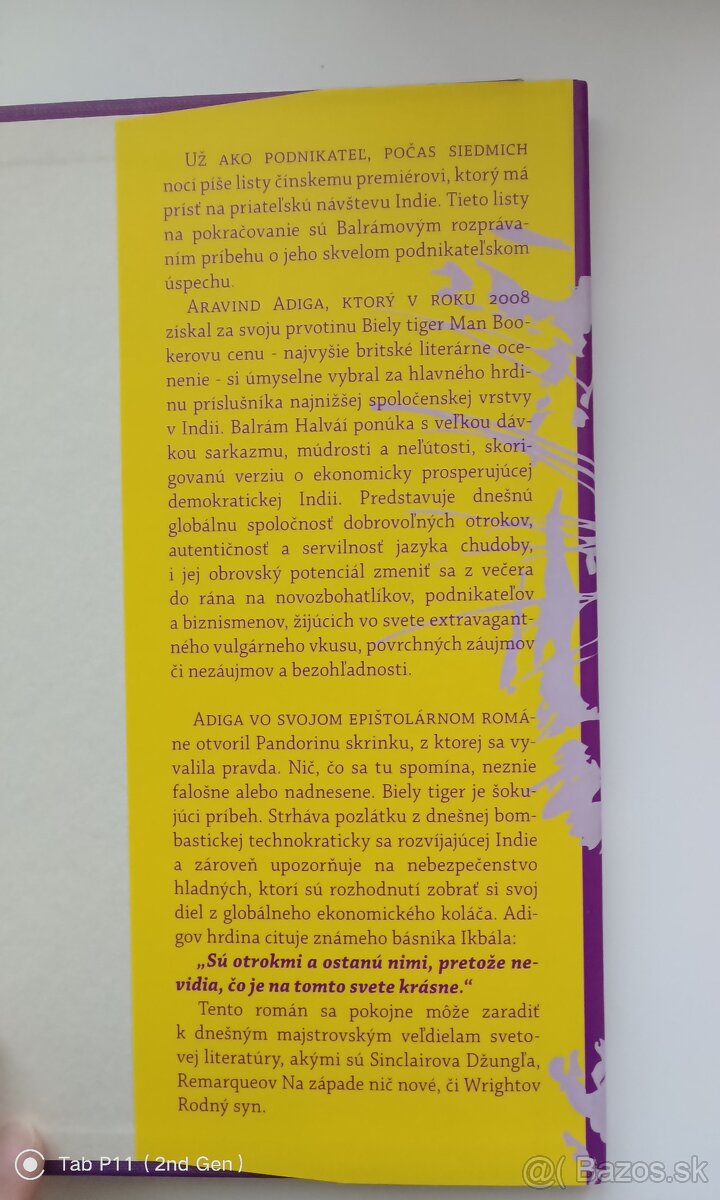 Už ako podnikateľ, počas siedmich
nocí píše listy čínskemu premiérovi, ktorý má
prísť na priateľskú návštevu Indie. Tieto listy
na pokračovanie sú Balrámovým rozpráva-
ním príbehu o jeho skvelom podnikateľskom
úspechu.
Aravind Adiga, ktorý v roku 2008
získal za svoju prvotinu Biely tiger Man Boo-
kerovu cenu - najvyšie britské literárne oce-
nenie - si úmyselne vybral za hlavného hrdi-
nu príslušníka najnižšej spoločenskej vrstvy
v Indii. Balrám Halváí ponúka s veľkou dáv-
kou sarkazmu, múdrosti a neľútosti, skori-
govanú verziu o ekonomicky prosperujúcej
demokratickej Indii. Predstavuje dnešnú
globálnu spoločnosť dobrovoľných otrokov,
autentičnosť a servilnosť jazyka chudoby,
i jej obrovský potenciál zmeniť sa z večera
do rána na novozbohatlíkov, podnikateľov
a biznismenov, žijúcich vo svete extravagant-
ného vulgárneho vkusu, povrchných záujmov
či nezáujmov a bezohľadnosti.
Adiga vo svojom epištolárnom romá-
ne otvoril Pandorinu skrinku, z ktorej sa vy-
valila pravda. Nič, čo sa tu spomína, neznie
falošne alebo nadnesene. Biely tiger je šoku-
júci príbeh. Strháva pozlátku z dnešnej bom-
bastickej technokraticky sa rozvíjajúcej Indie
a zároveň upozorňuje na nebezpečenstvo
hladných, ktorí sú rozhodnutí zobrať si svoj
diel z globálneho ekonomického koláča. Adi-
gov hrdina cituje známeho básnika Ikbála:
„Sú otrokmi a ostanú nimi, pretože ne-
vidia, čo je na tomto svete krásne.“
Tento román sa pokojne môže zaradiť
k dnešným majstrovským veľdielam sveto-
vej literatúry, akými sú Sinclairova Džungľa,
Remarqueov Na západe nič nové, či Wrightov
Rodný syn.
Tab P11 (2nd Gen)
@( Bazos.sk